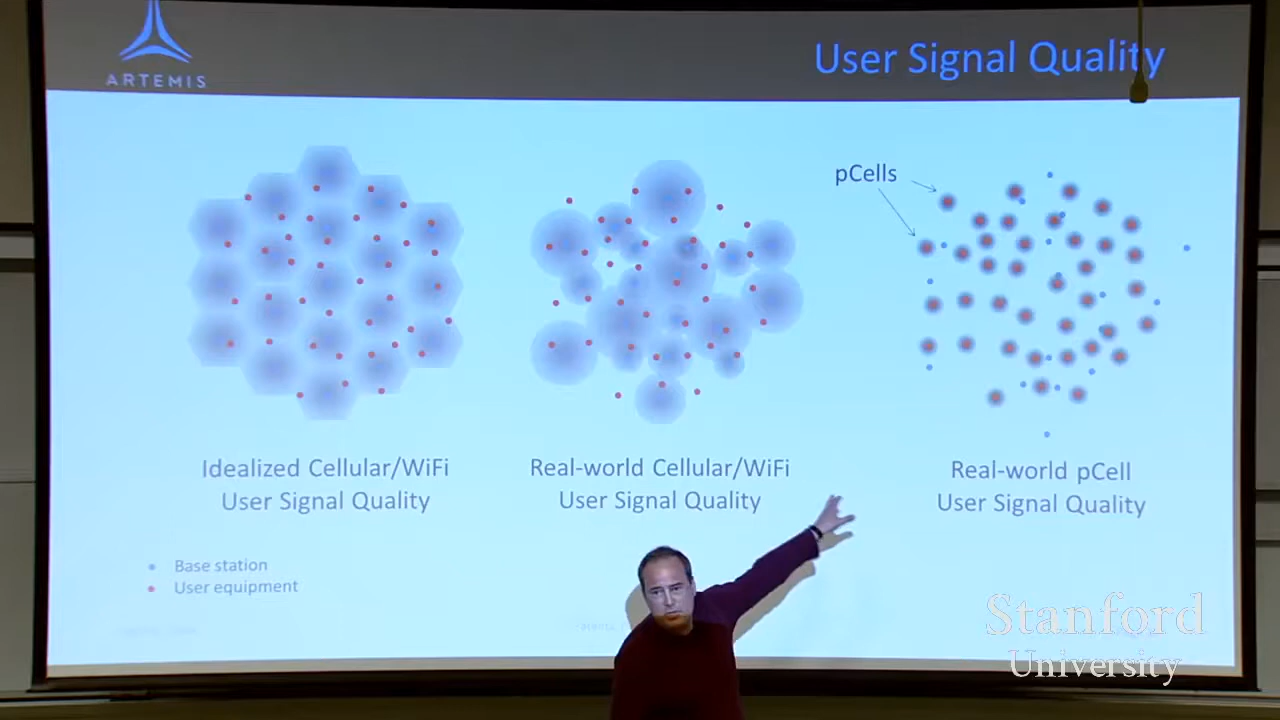 ARTEMIS
User Signal Quality
pCells
Idealized Cellular/WiFi
User Signal Quality
Real-world Cellular/WiFi
User Signal Quality
Real-world pCell
User Signal Quality
Base station
User equipment
Stanford
University